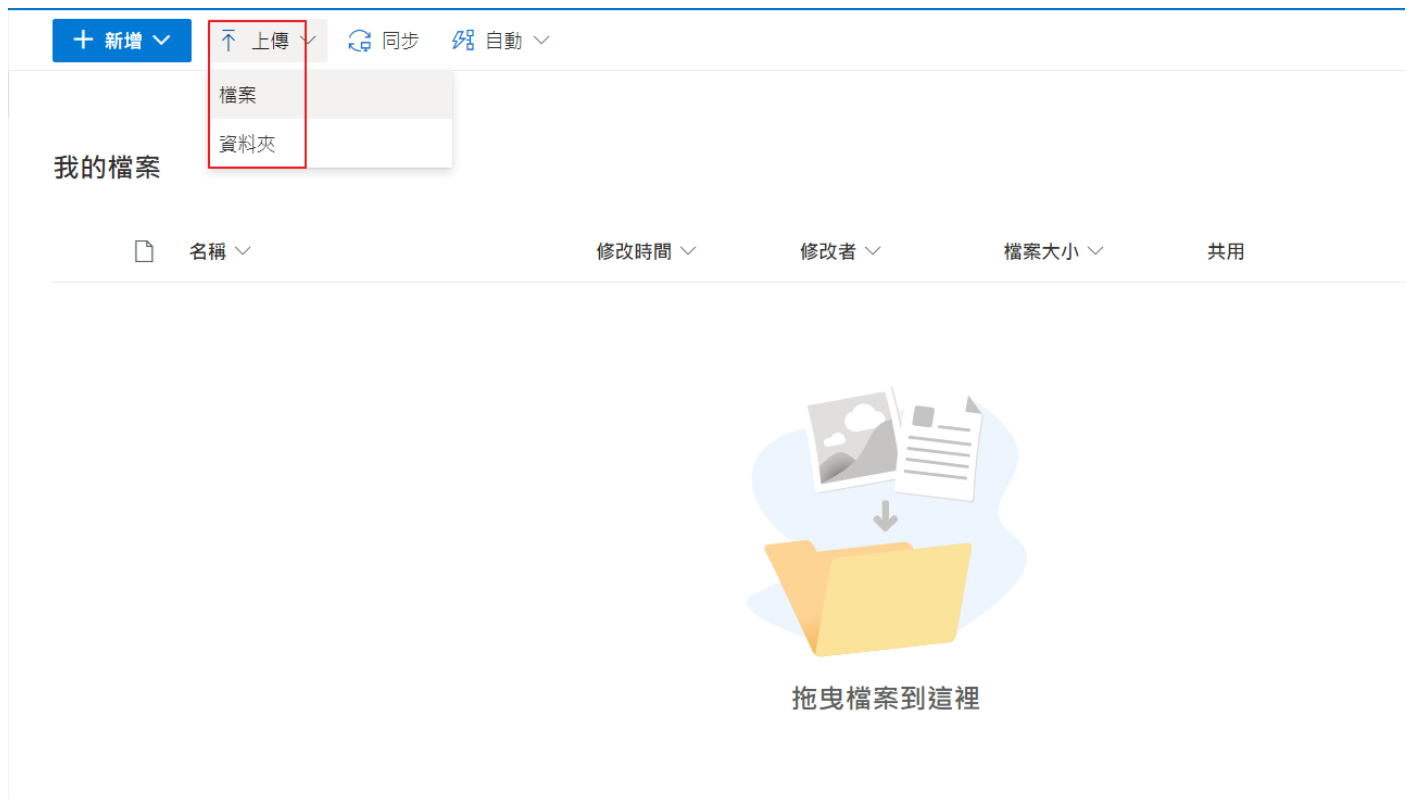 新增 上傳 同步 自動
檔案
資料夾
我的檔案
名稱 修改時間 修改者 檔案大小 共用
拖曳檔案到這裡